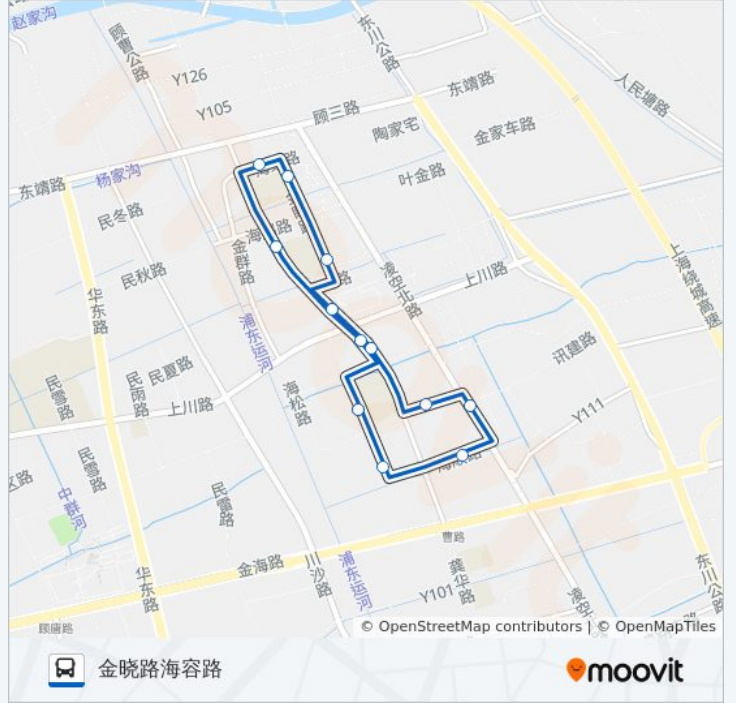 赵家沟
顾曹公路
东川公路
Y126
Y105
顾三路
东靖路
人民塘路
陶家宅
金家车路
杨家沟
东靖路
叶金路
民冬路
金群路
凌空北路
上海绕城高速
民秋路
上川路
华东路
浦东运河
讯建路
民夏路
民雪路
民雨路
海松路
上川路
Y111
民雪路
区路
中群河
民雷路
曹路
金海路
川沙路
浦东运河
龚华路
Y101
华东路
东川公路
凌空
顾唐路
© OpenStreetMap contributors | © OpenMapTiles
金晓路海容路
moovit